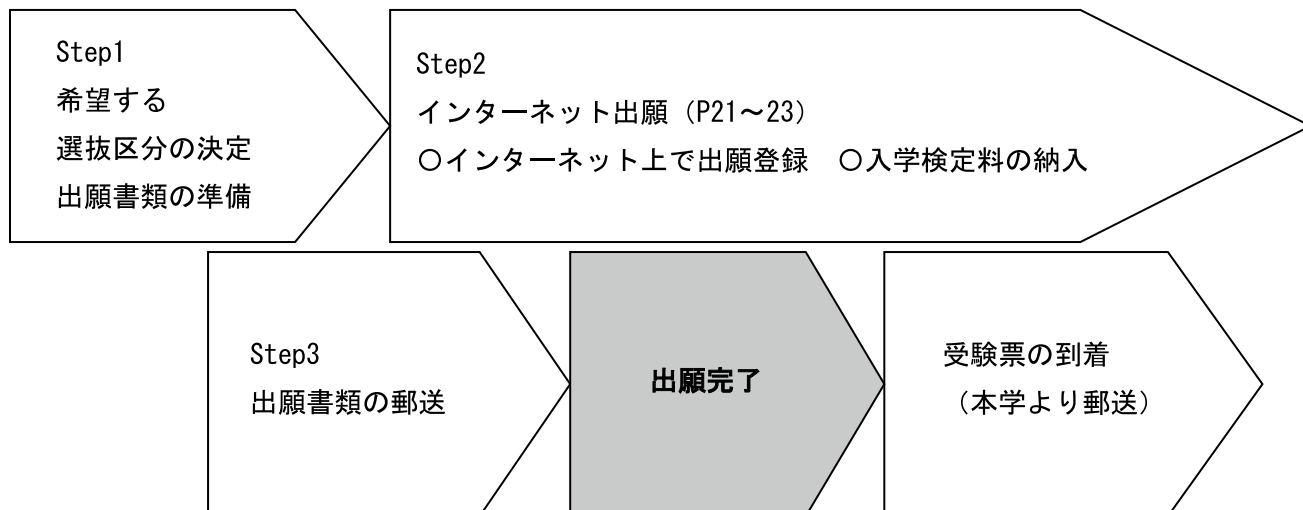 Step1
希望する
選抜区分の決定
出願書類の準備
Step2
インターネット出願（P21～23）
〇インターネット上で出願登録　〇入学検定料の納入
Step3
出願書類の郵送
出願完了
受験票の到着
（本学より郵送）